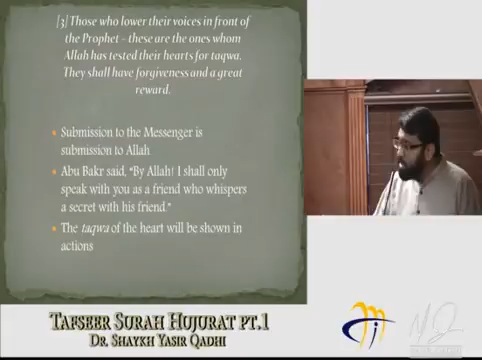 [3] Those who lower their voices in front of
the Prophet – these are the ones whom
Allah has tested their hearts for taqwa.
They shall have forgiveness and a great
reward.
Submission to the Messenger is
submission to Allah
Abu Bakr said, "By Allah! I shall only
speak with you as a friend who whispers
a secret with his friend."
The taqwa of the heart will be shown in
actions
Tafseer Surah Hujurat pt.1
Dr. Shaykh Yasir Qadhi